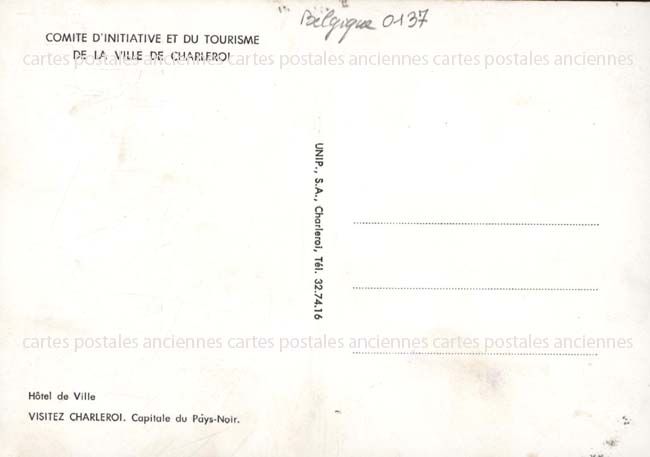 Belgique 0137
COMITE D'INITIATIVE ET DU TOURISME
DE LA VILLE DE CHARLEROI
cartes postales anciennes cartes postales anciennes cartes postales anciennes
UNIP., S.A., Charleroi, Tél. 32.74.16
cartes postales anciennes cartes postales anciennes cartes postales anciennes
Hôtel de Ville
VISITEZ CHARLEROI. Capitale du Pays-Noir.